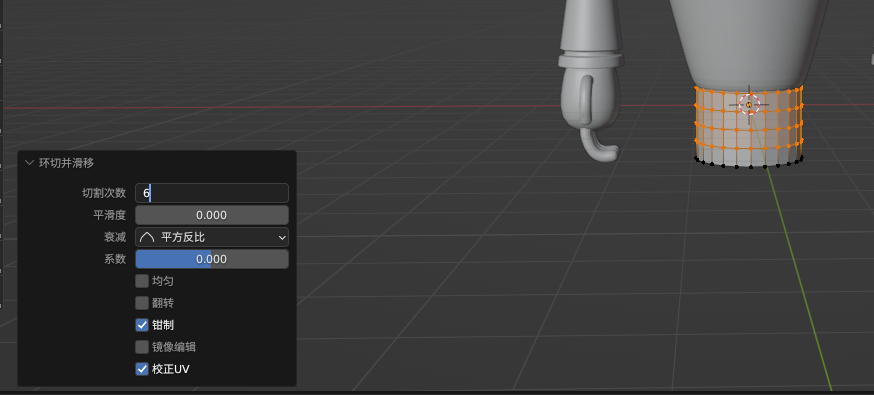 环切并滑移
切割次数 6
平滑度 0.000
衰减 平方反比
系数 0.000
均匀
翻转
钳制
镜像编辑
校正UV